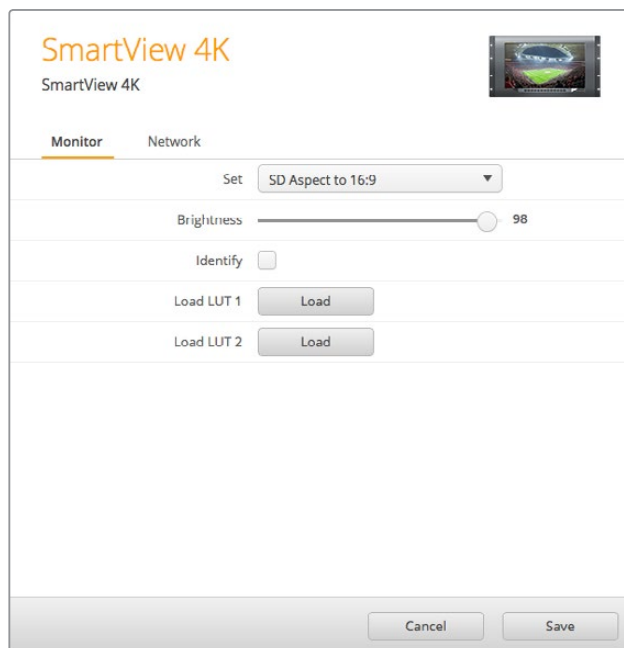 SmartView 4K
SmartView 4K
Monitor Network
Set SD Aspect to 16:9
Brightness 98
Identify
Load LUT 1 Load
Load LUT 2 Load
Cancel Save